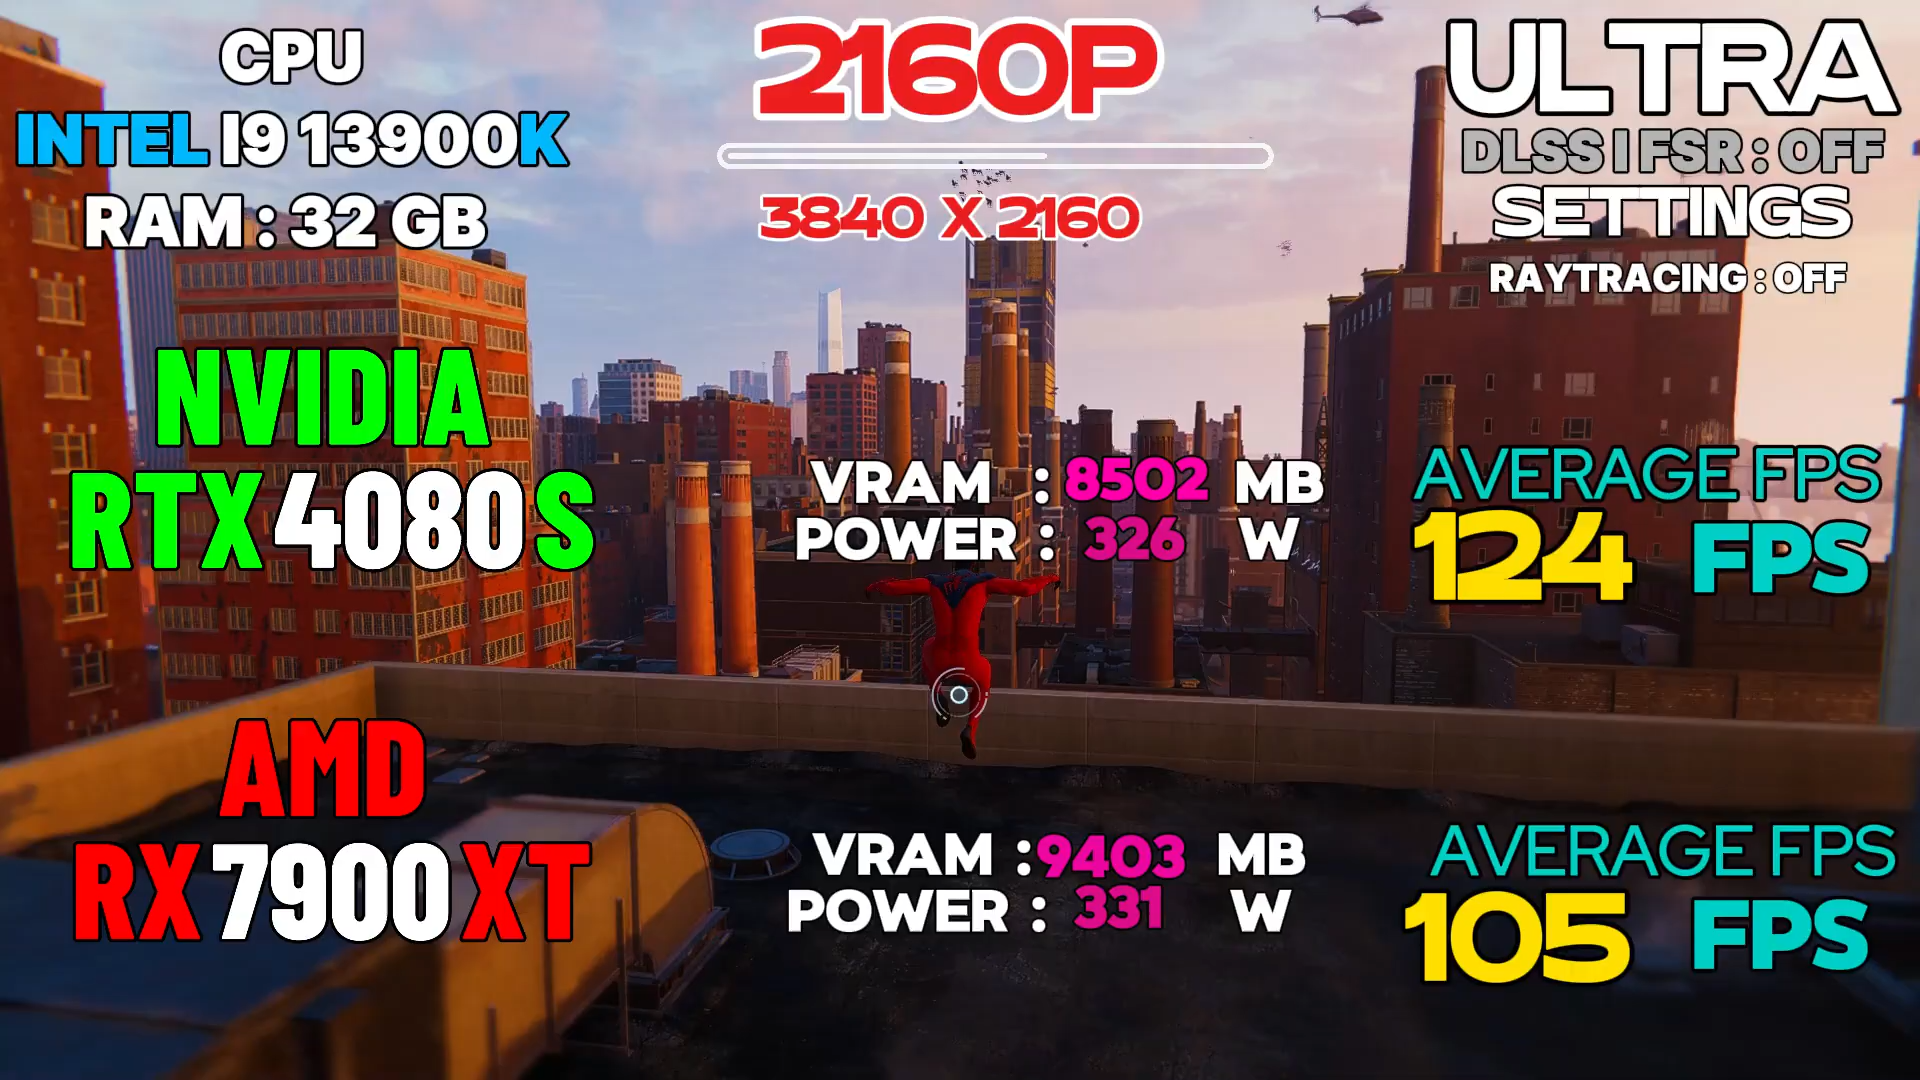 CPU
INTEL I9 13900K
RAM : 32 GB
2160P
3840 X 2160
ULTRA
DLSS | FSR : OFF
SETTINGS
RAYTRACING : OFF
NVIDIA
RTX 4080 S
VRAM : 8502 MB
POWER : 326 W
AVERAGE FPS
124 FPS
AMD
RX 7900 XT
VRAM : 9403 MB
POWER : 331 W
AVERAGE FPS
105 FPS